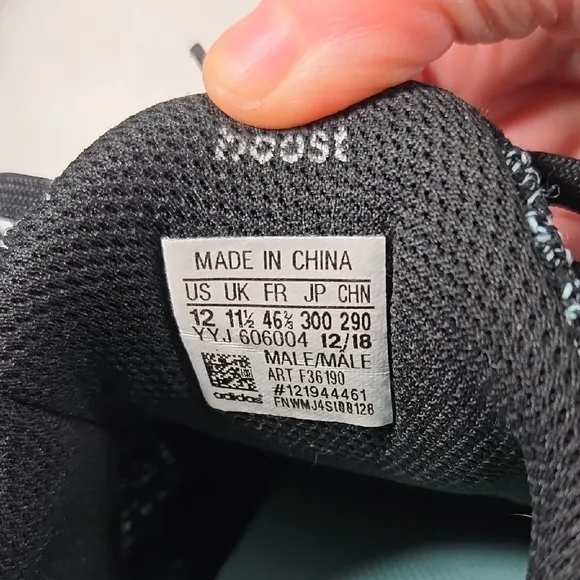 boost
MADE IN CHINA
US UK FR JP CHN
12 11½ 46⅔ 300 290
YYJ 606004 12/18
MALE/MÂLE
ART F36190
#121944461
adidas